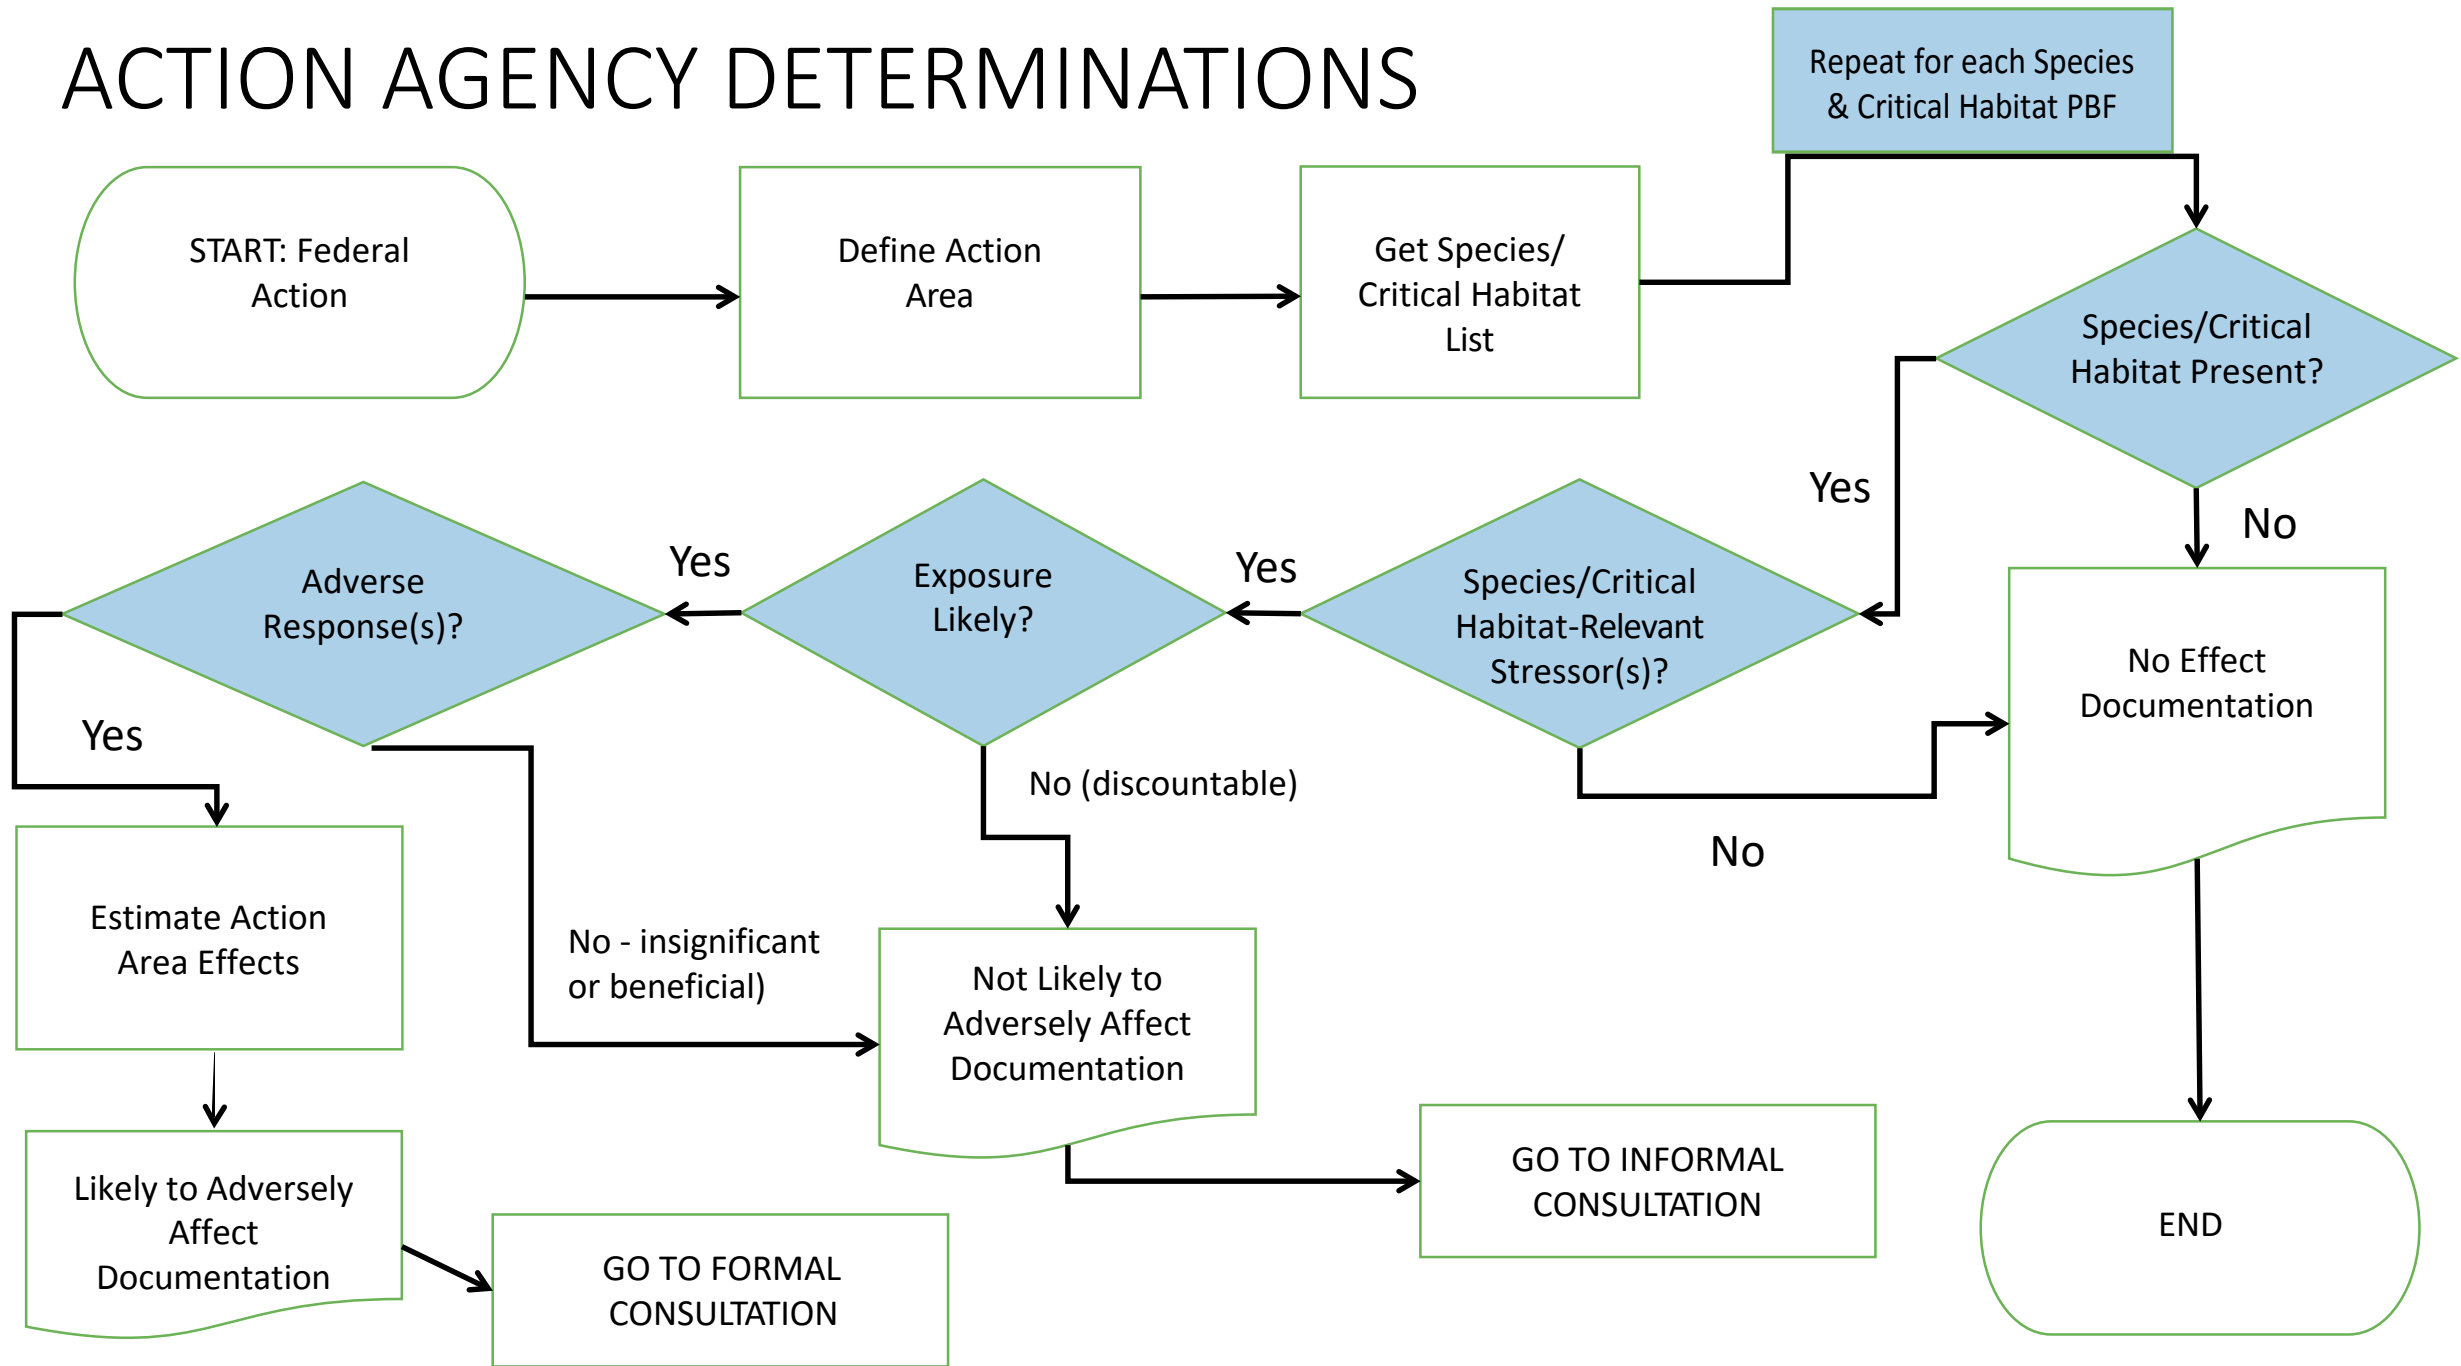 ACTION AGENCY DETERMINATIONS
Repeat for each Species
& Critical Habitat PBF
START: Federal
Action
Define Action
Area
Get Species/
Critical Habitat
List
Species/Critical
Habitat Present?
Yes
No
Species/Critical
Habitat-Relevant
Stressor(s)?
Yes
No
Exposure
Likely?
Yes
No (discountable)
Adverse
Response(s)?
Yes
No - insignificant
or beneficial)
No Effect
Documentation
Estimate Action
Area Effects
Not Likely to
Adversely Affect
Documentation
Likely to Adversely
Affect
Documentation
GO TO FORMAL
CONSULTATION
GO TO INFORMAL
CONSULTATION
END